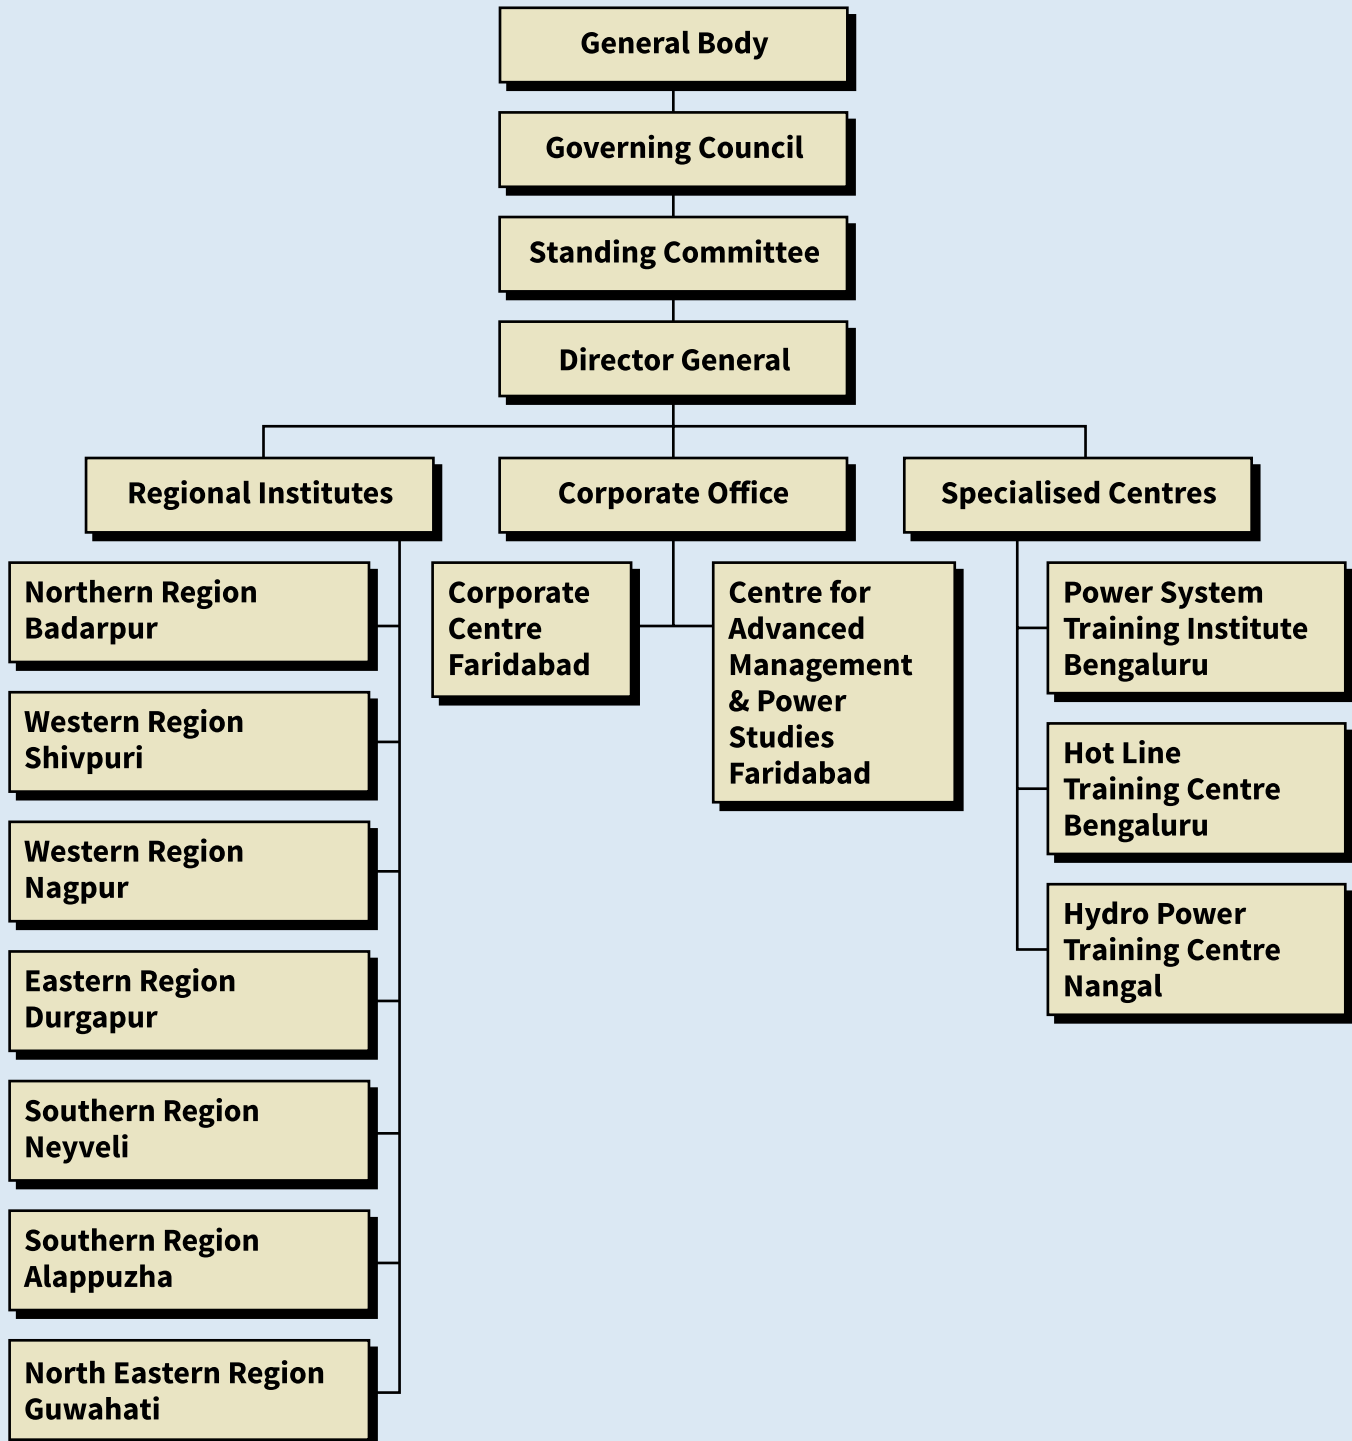 General Body
Governing Council
Standing Committee
Director General
Regional Institutes
Corporate Office
Specialised Centres
Northern Region
Badarpur
Western Region
Shivpuri
Western Region
Nagpur
Eastern Region
Durgapur
Southern Region
Neyveli
Southern Region
Alappuzha
North Eastern Region
Guwahati
Corporate
Centre
Faridabad
Centre for
Advanced
Management
& Power
Studies
Faridabad
Power System
Training Institute
Bengaluru
Hot Line
Training Centre
Bengaluru
Hydro Power
Training Centre
Nangal